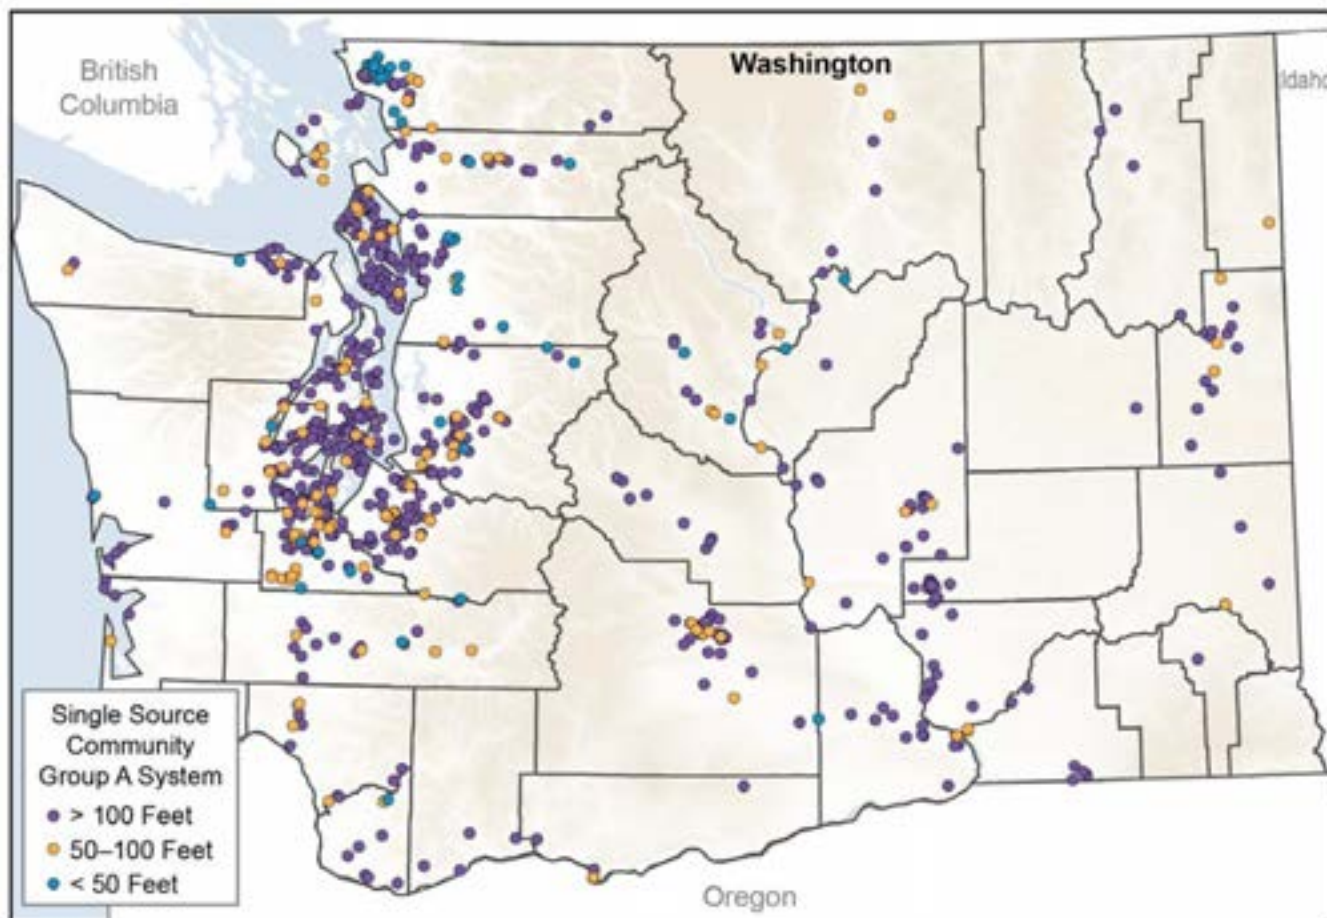 British
Columbia
Washington
Idaho
Single Source
Community
Group A System
> 100 Feet
50–100 Feet
< 50 Feet
Oregon